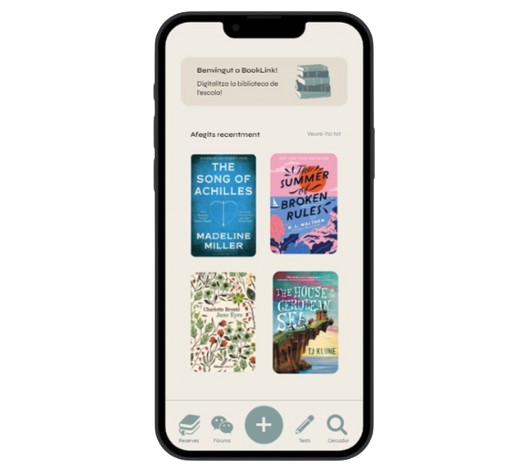 Benvingut a BookLink!
Digitalitza la biblioteca de
l'escola!
Afegits recentment
Veure-ho tot
THE
SONG OF
ACHILLES
MADELINE
MILLER
The
SUMMER
of
BROKEN
RULES
K. L. WALTHER
Charlotte Brontë
Jane Eyre
THE HOUSE
CERULEAN
SEA
TJ KLUNE
Reserves
Fòrums
Tests
Cercador